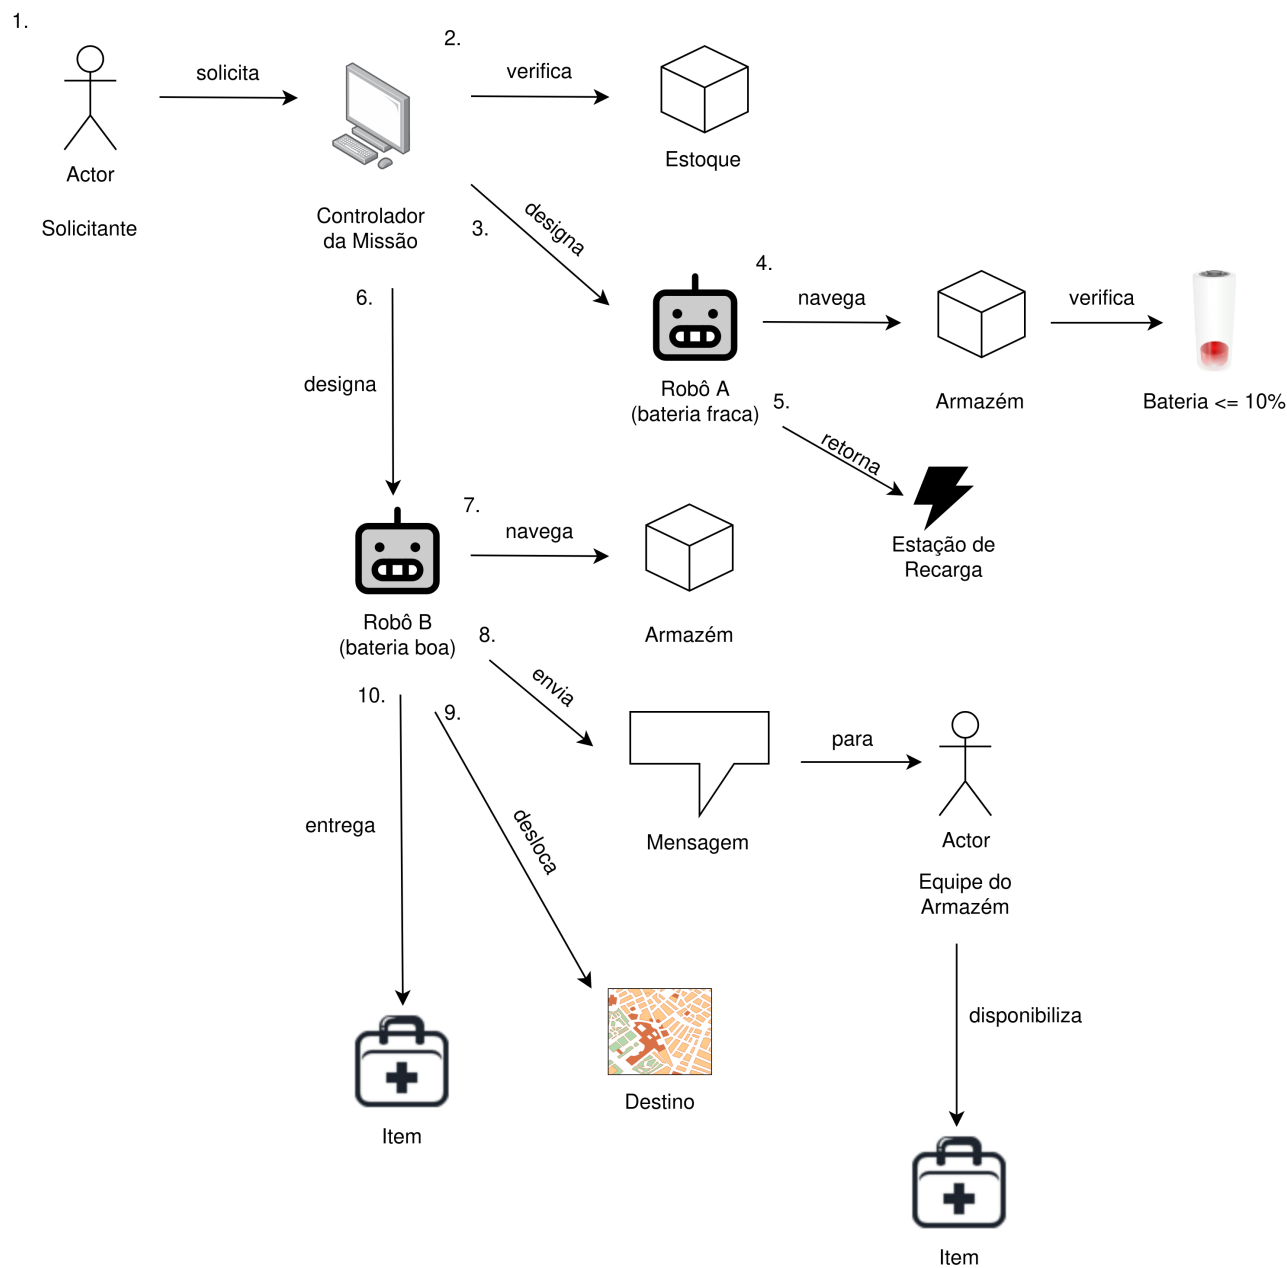 1.
solicita
Actor
Solicitante
Controlador
da Missão
2.
verifica
Estoque
3.
designa
Robô A
(bateria fraca)
4.
navega
Armazém
verifica
Bateria <= 10%
5.
retorna
Estação de
Recarga
6.
designa
Robô B
(bateria boa)
7.
navega
Armazém
8.
envia
Mensagem
para
Actor
Equipe do
Armazém
disponibiliza
Item
9.
desloca
Destino
10.
entrega
Item